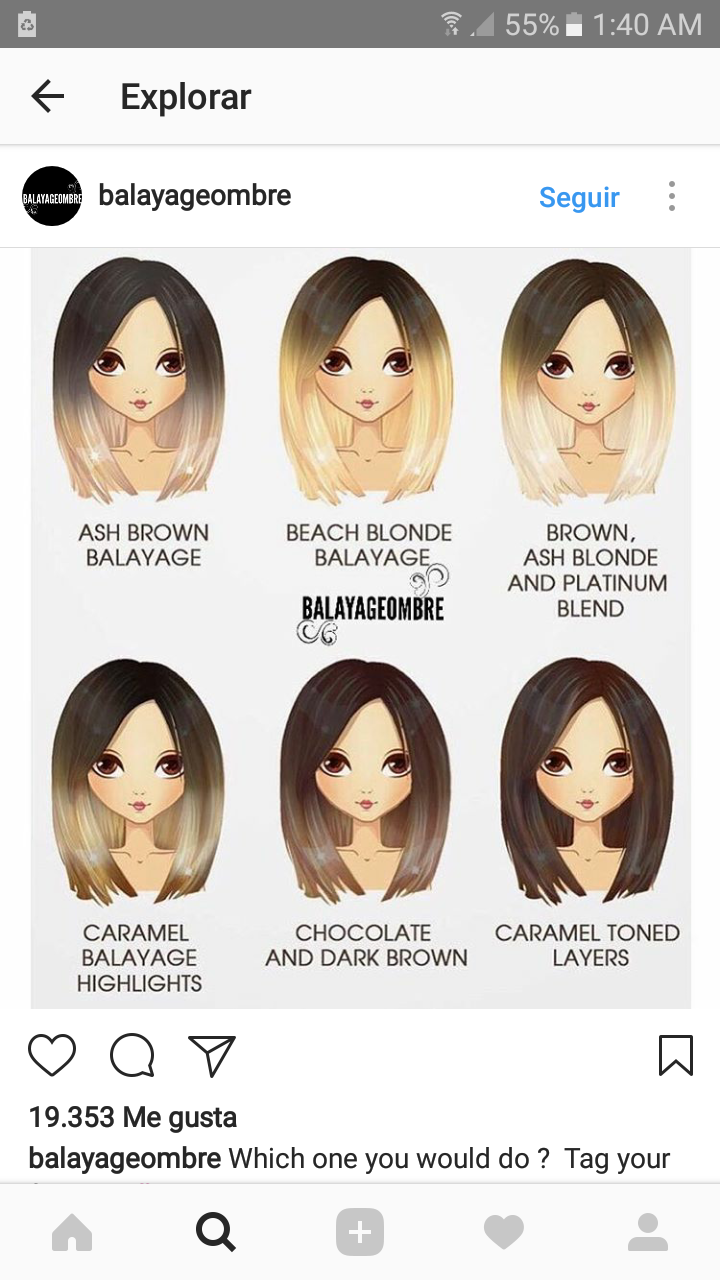 55% 1:40 AM
Explorar
BALAYAGEOMBRE
balayageombre
Seguir
ASH BROWN
BALAYAGE
BEACH BLONDE
BALAYAGE
BROWN,
ASH BLONDE
AND PLATINUM
BLEND
BALAYAGEOMBRE
CARAMEL
BALAYAGE
HIGHLIGHTS
CHOCOLATE
AND DARK BROWN
CARAMEL TONED
LAYERS
19.353 Me gusta
balayageombre Which one you would do ? Tag your